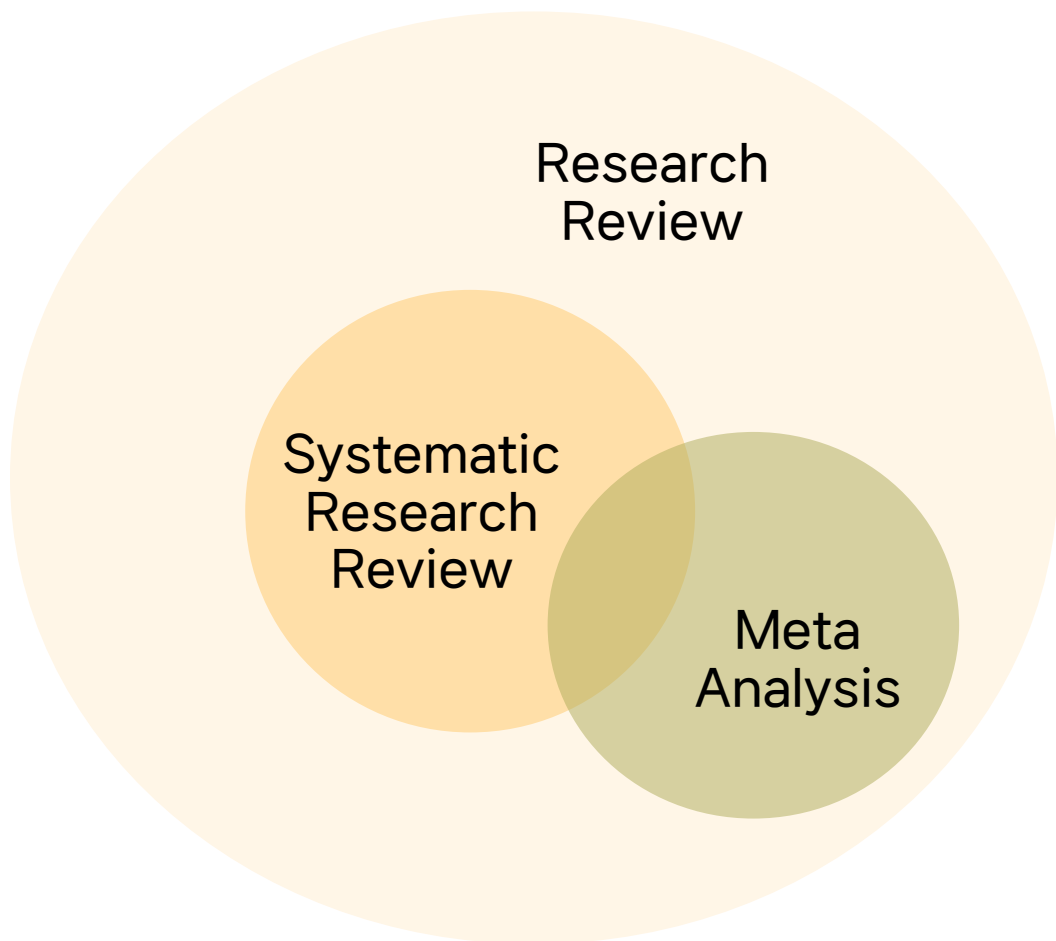 Research
Review
Systematic
Research
Review
Meta
Analysis